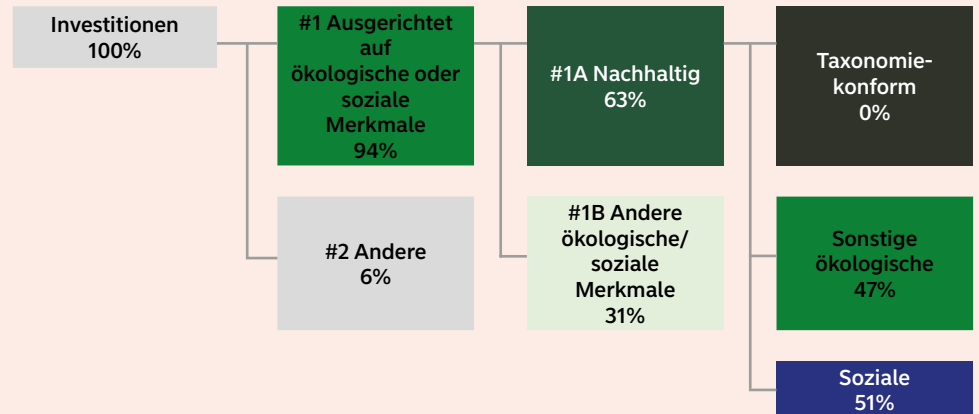 Investitionen
100%
#1 Ausgerichtet
auf
ökologische oder
soziale
Merkmale
94%
#2 Andere
6%
#1A Nachhaltig
63%
#1B Andere
ökologische/
soziale
Merkmale
31%
Taxonomie-
konform
0%
Sonstige
ökologische
47%
Soziale
51%